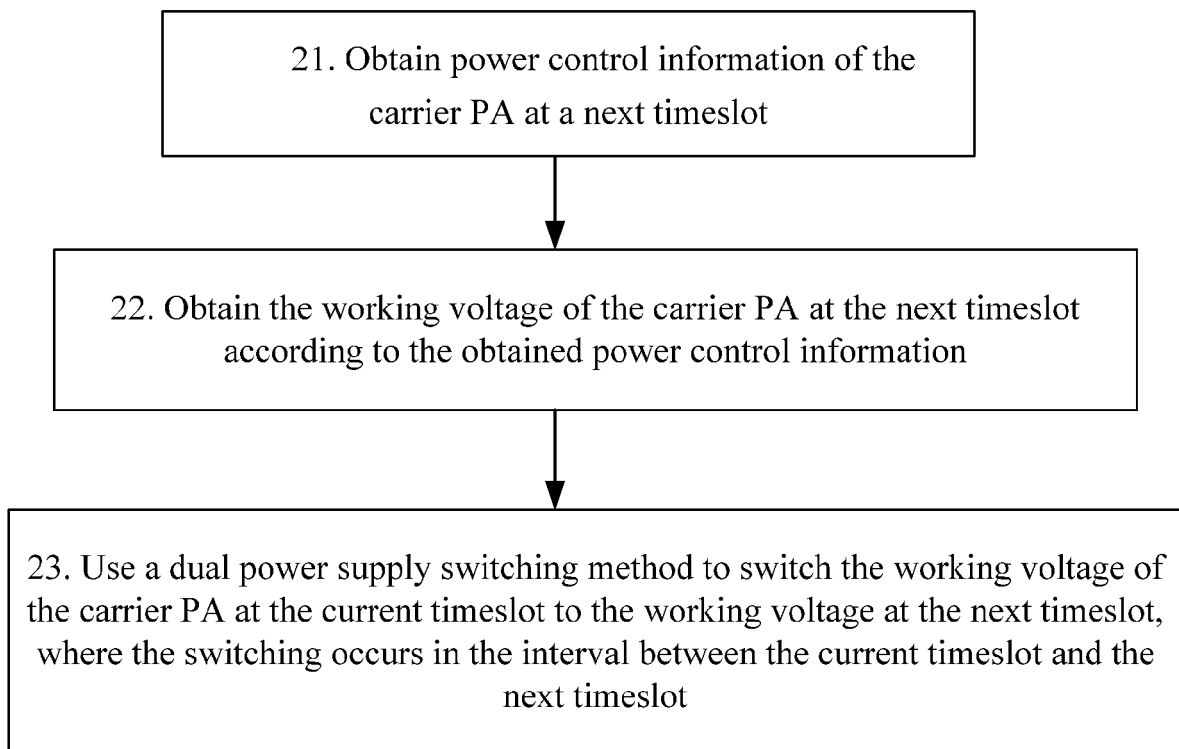 21. Obtain power control information of the
carrier PA at a next timeslot
22. Obtain the working voltage of the carrier PA at the next timeslot
according to the obtained power control information
23. Use a dual power supply switching method to switch the working voltage of
the carrier PA at the current timeslot to the working voltage at the next timeslot,
where the switching occurs in the interval between the current timeslot and the
next timeslot